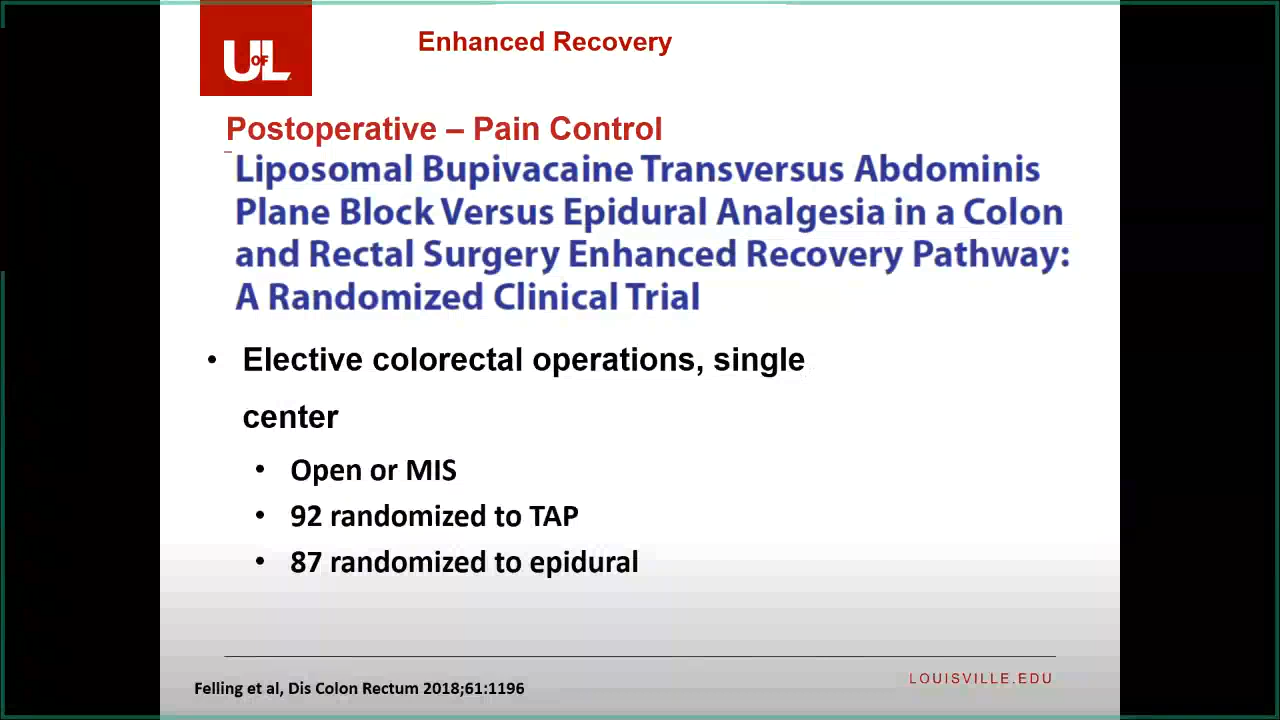 UofL
Enhanced Recovery
Postoperative – Pain Control
Liposomal Bupivacaine Transversus Abdominis
Plane Block Versus Epidural Analgesia in a Colon
and Rectal Surgery Enhanced Recovery Pathway:
A Randomized Clinical Trial
• Elective colorectal operations, single
center
• Open or MIS
• 92 randomized to TAP
• 87 randomized to epidural
Felling et al, Dis Colon Rectum 2018;61:1196
LOUISVILLE.EDU